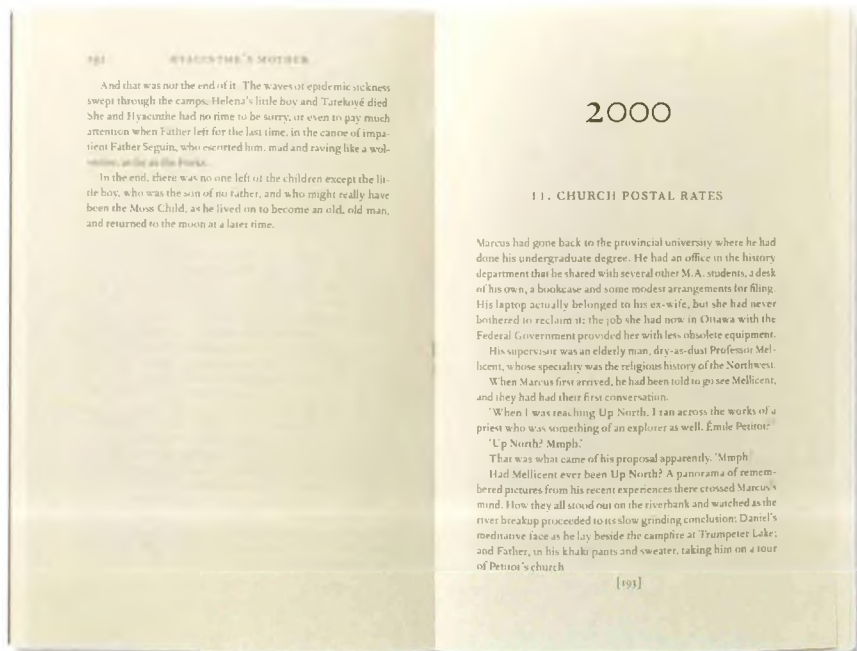 192 HYACINTHE'S MOTHER
And that was not the end of it. The waves of epidemic sickness
swept through the camps; Helena's little boy and Tatekoyé died.
She and Hyacinthe had no time to be sorry, or even to pay much
attention when Father left for the last time, in the canoe of impa-
tient Father Seguin, who escorted him, mad and raving like a wol-
In the end, there was no one left of the children except the lit-
tle boy, who was the son of no father, and who might really have
been the Moss Child, as he lived on to become an old, old man,
and returned to the moon at a later time.
2000
11. CHURCH POSTAL RATES
Marcus had gone back to the provincial university where he had
done his undergraduate degree. He had an office in the history
department that he shared with several other M.A. students, a desk
of his own, a bookcase and some modest arrangements for filing.
His laptop actually belonged to his ex-wife, but she had never
bothered to reclaim it; the job she had now in Ottawa with the
Federal Government provided her with less obsolete equipment.
His supervisor was an elderly man, dry-as-dust Professor Mel-
licent, whose speciality was the religious history of the Northwest.
When Marcus first arrived, he had been told to go see Mellicent,
and they had had their first conversation.
'When I was teaching Up North, I ran across the works of a
priest who was something of an explorer as well. Émile Petitot?'
'Up North? Mmph.'
That was what came of his proposal apparently. 'Mmph.'
Had Mellicent ever been Up North? A panorama of remem-
bered pictures from his recent experiences there crossed Marcus's
mind. How they all stood out on the riverbank and watched as the
river breakup proceeded to its slow grinding conclusion; Daniel's
meditative face as he lay beside the campfire at Trumpeter Lake;
and Father, in his khaki pants and sweater, taking him on a tour
of Petitot's church.
[193]